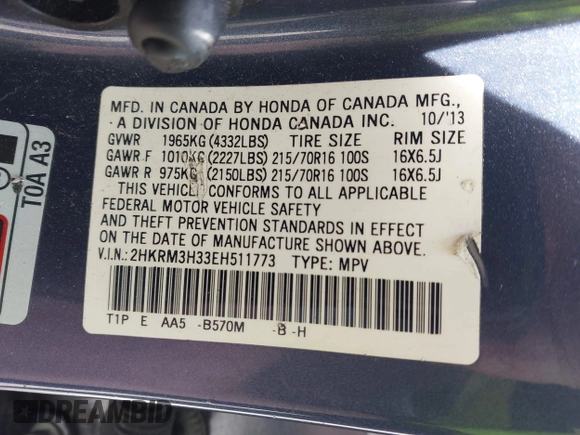 MFD. IN CANADA BY HONDA OF CANADA MFG.,
A DIVISION OF HONDA CANADA INC. 10/'13
GVWR 1965KG(4332LBS) TIRE SIZE RIM SIZE
GAWR F 1010KG(2227LBS) 215/70R16 100S 16X6.5J
GAWR R 975KG(2150LBS) 215/70R16 100S 16X6.5J
THIS VEHICLE CONFORMS TO ALL APPLICABLE
FEDERAL MOTOR VEHICLE SAFETY
AND THEFT PREVENTION STANDARDS IN EFFECT
ON THE DATE OF MANUFACTURE SHOWN ABOVE.
V.I.N.: 2HKRM3H33EH511773 TYPE: MPV
T1P E AA5 -B570M -B -H
T0A A3
DREAMBID